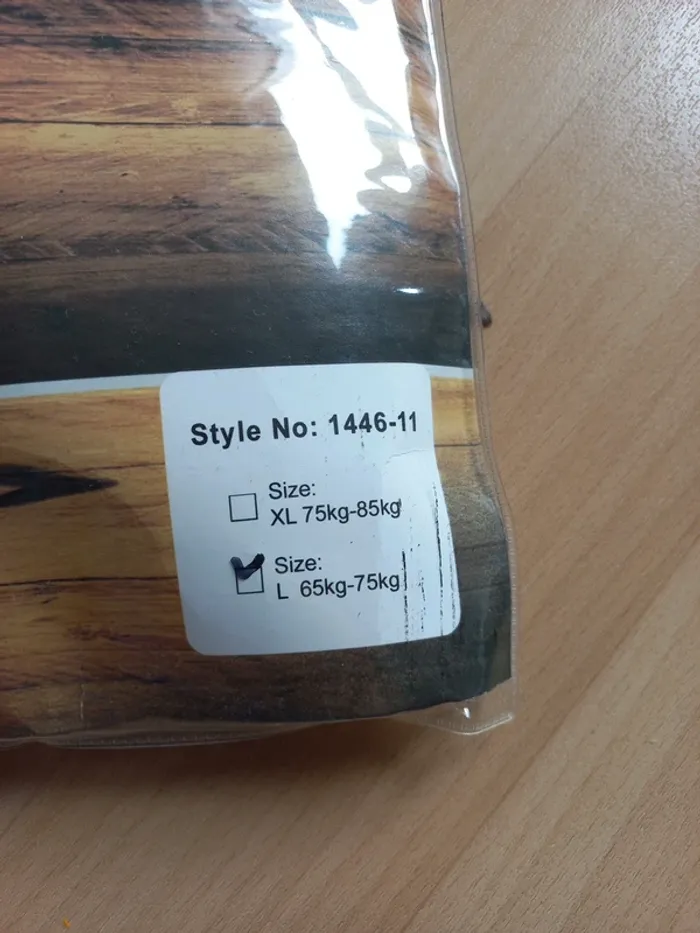 Style No: 1446-11
Size:
XL 75kg-85kg
Size:
L 65kg-75kg